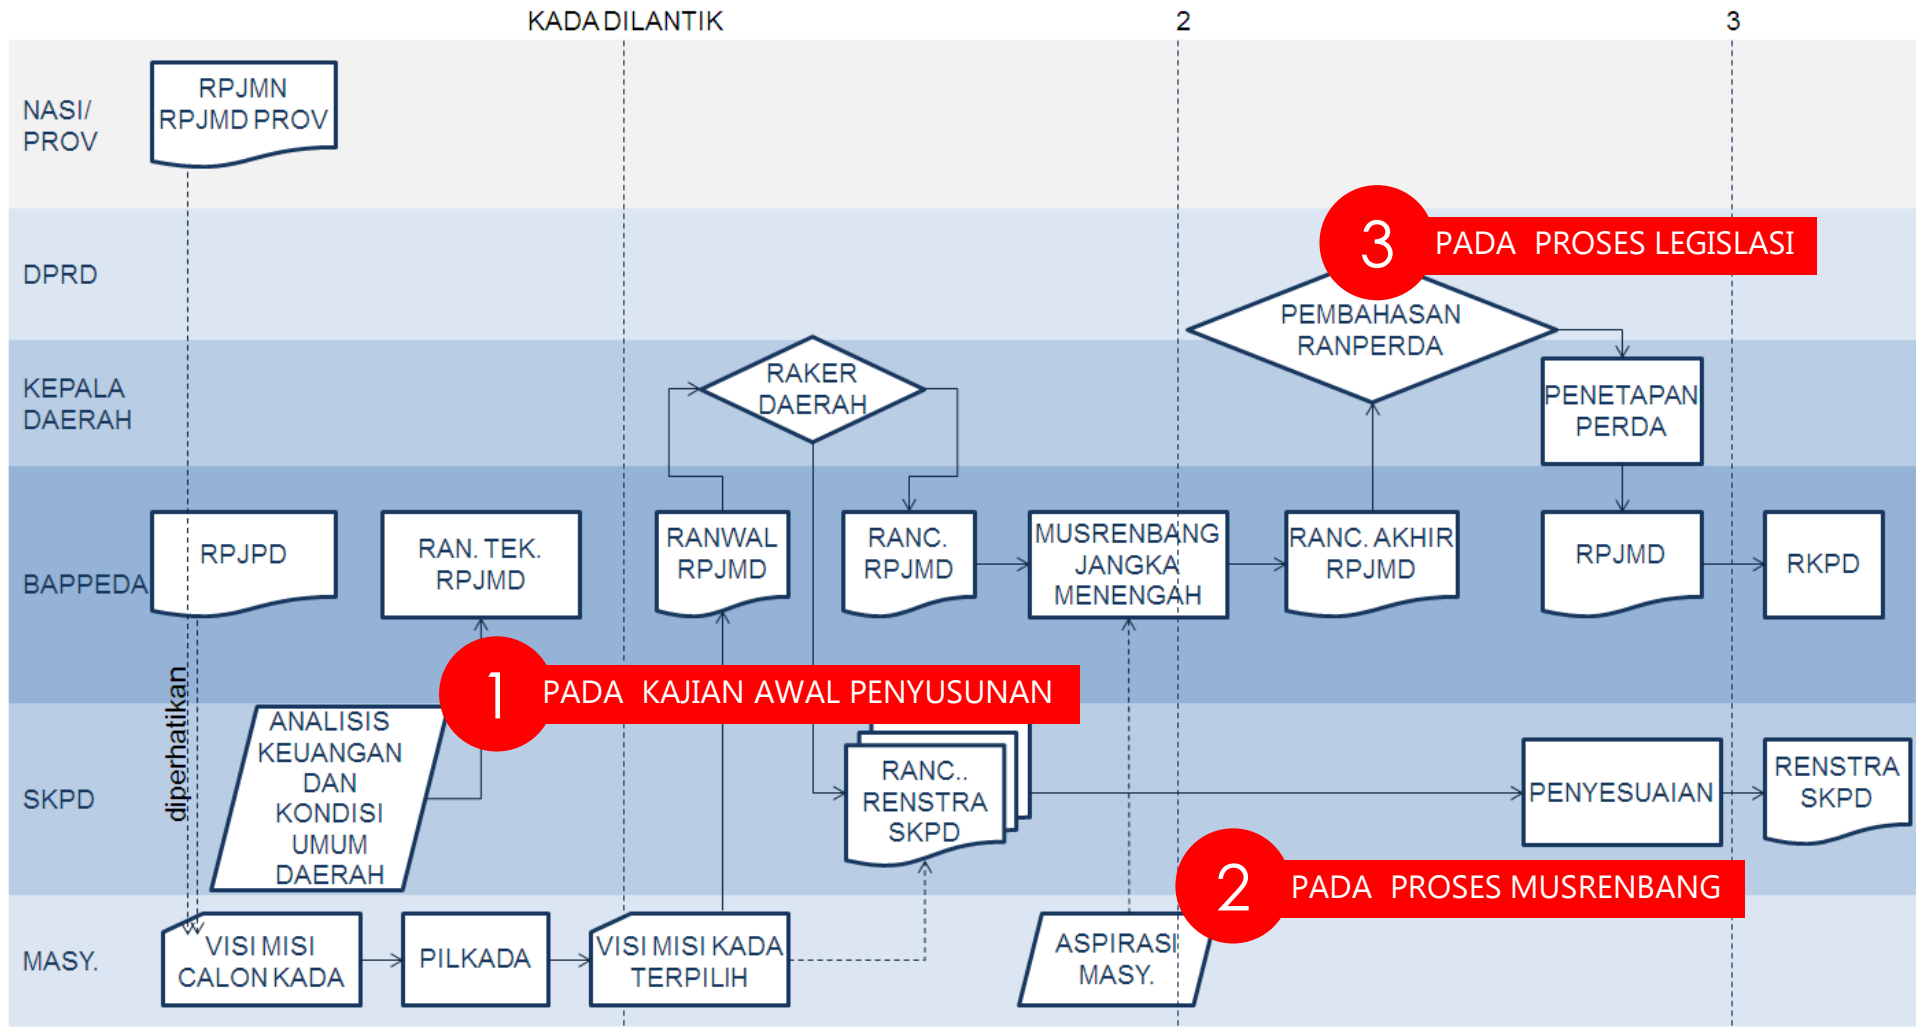 KADA DILANTIK
2
3
NASI/
PROV
RPJMN
RPJMD PROV
DPRD
3
PADA PROSES LEGISLASI
PEMBAHASAN
RANPERDA
KEPALA
DAERAH
RAKER
DAERAH
PENETAPAN
PERDA
BAPPEDA
RPJPD
RAN. TEK.
RPJMD
RANWAL
RPJMD
RANC.
RPJMD
MUSRENBANG
JANGKA
MENENGAH
RANC. AKHIR
RPJMD
RPJMD
RKPD
diperhatikan
1
PADA KAJIAN AWAL PENYUSUNAN
SKPD
ANALISIS
KEUANGAN
DAN
KONDISI
UMUM
DAERAH
RANC..
RENSTRA
SKPD
PENYESUAIAN
RENSTRA
SKPD
2
PADA PROSES MUSRENBANG
MASY.
VISI MISI
CALON KADA
PILKADA
VISI MISI KADA
TERPILIH
ASPIRASI
MASY.